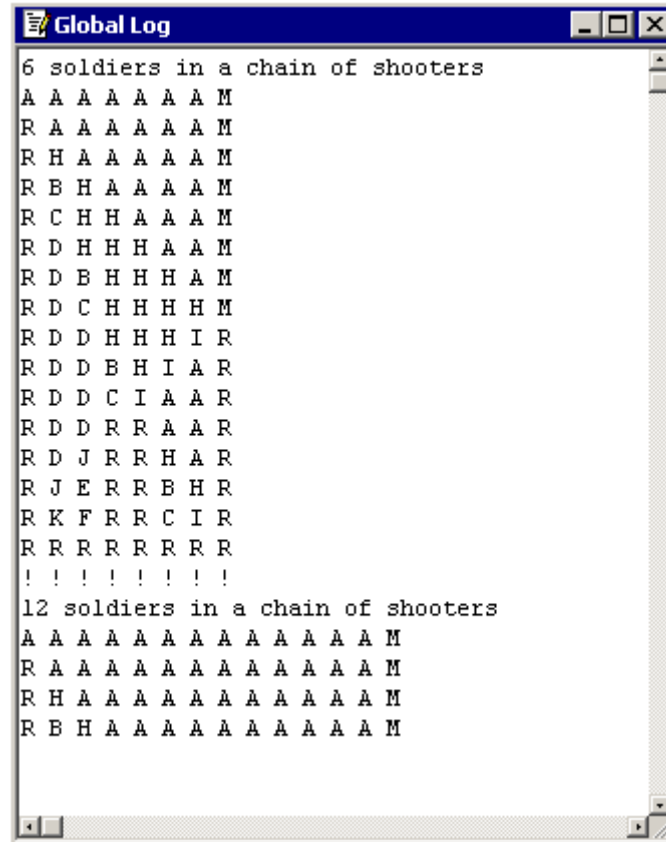 Global Log
6 soldiers in a chain of shooters
A A A A A A A M
R A A A A A A M
R H A A A A A M
R B H A A A A M
R C H H A A A M
R D H H H A A M
R D B H H H A M
R D C H H H H M
R D D H H H I R
R D D B H I A R
R D D C I A A R
R D D R R A A R
R D J R R H A R
R J E R R B H R
R K F R R C I R
R R R R R R R R
! ! ! ! ! ! ! !
12 soldiers in a chain of shooters
A A A A A A A A A A A A A M
R A A A A A A A A A A A A M
R H A A A A A A A A A A A M
R B H A A A A A A A A A A M